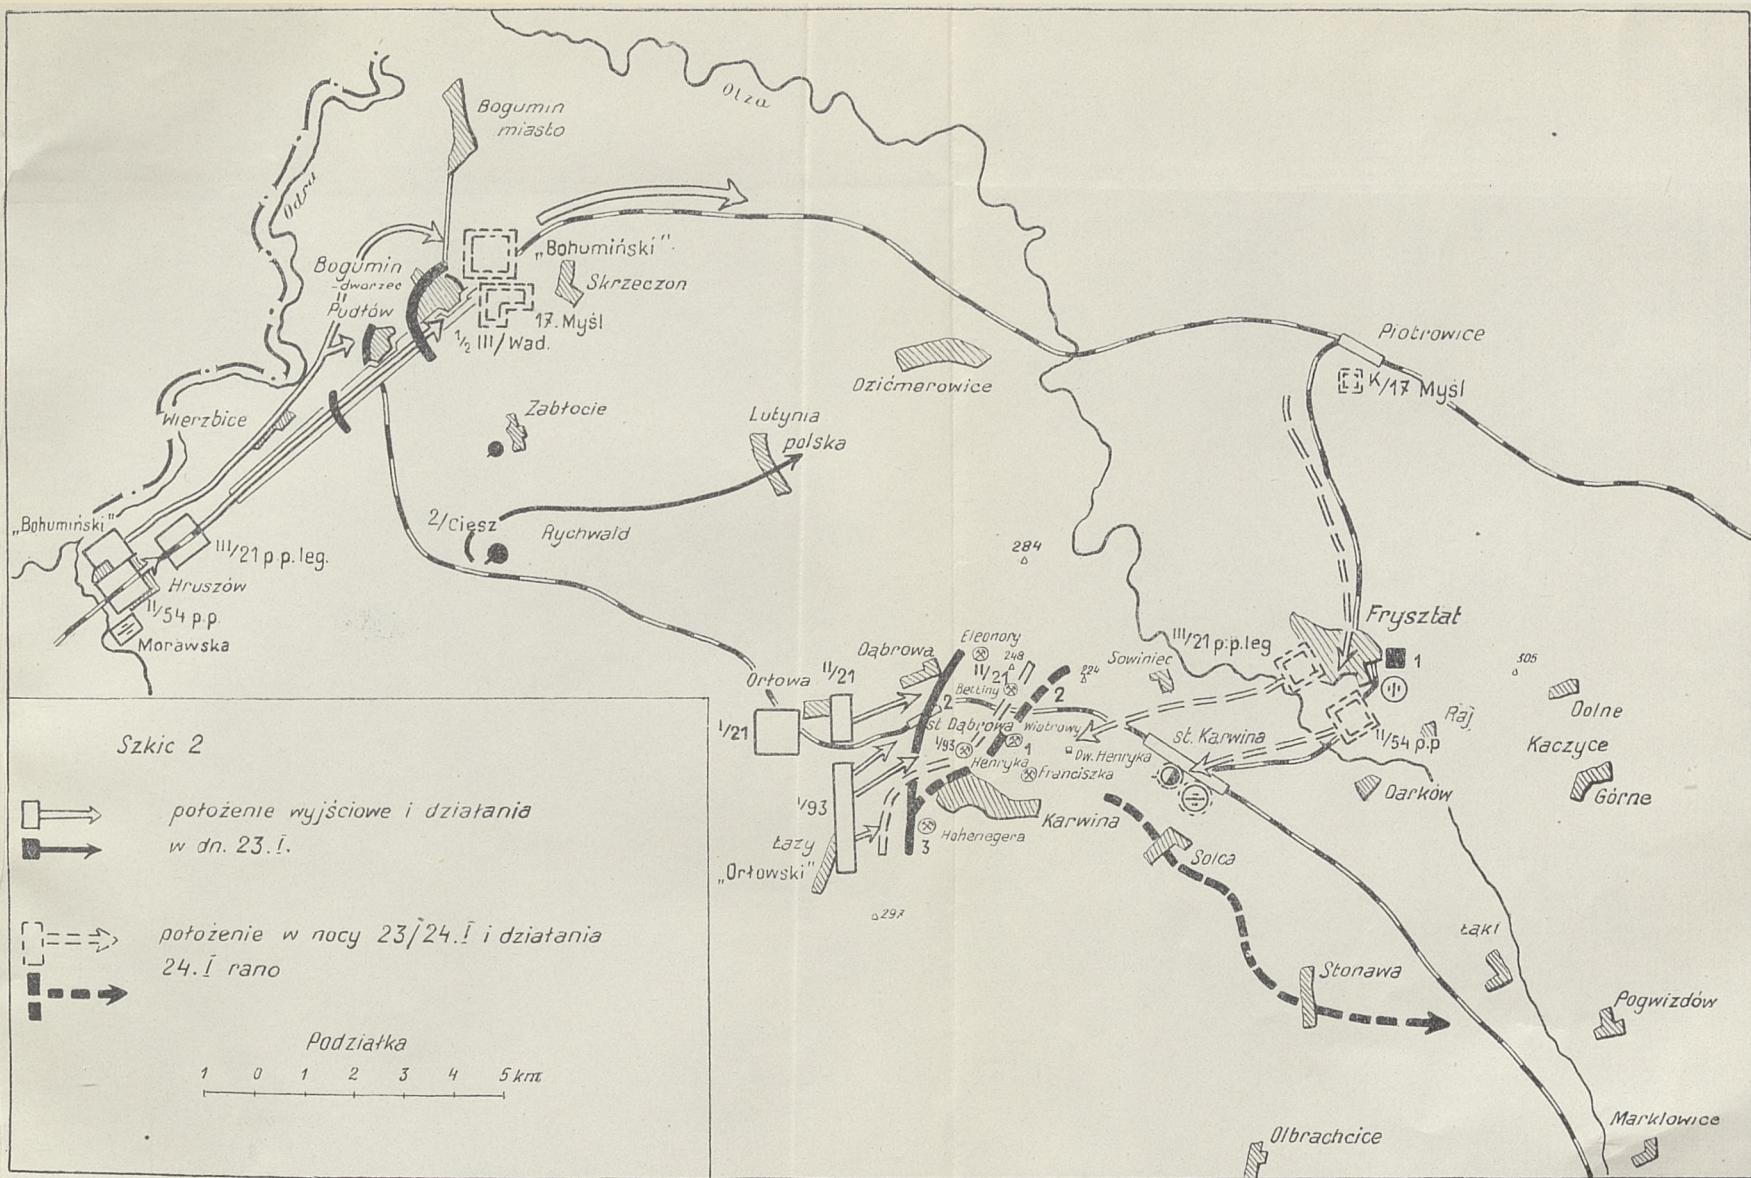 Olza
Bogumin
miasto
Odra
„Bohumiński”
Bogumin
-dworzec
Pudłów
Skrzeczon
17. Myśl
1/2 III/Wad.
Piotrowice
K/17 Myśl
Dzićmarowice
Wierzbice
Zabłocie
Lutynia
polska
„Bohumiński”
2/Ciesz
Rychwald
III/21 p.p. leg.
Hruszów
II/54 p.p.
Morawska
284
Frysztat
III/21 p.p. leg
1
305
Eleonory
248
II/21
224
Sowiniec
Dąbrowa
Orłowa
II/21
Bettiny
2
2
I/21
st. Dąbrowa
Wiatrowy
st. Karwina
Raj
II/54 p.p
Dolne
Kaczyce
Górne
I/93
1
Dw. Henryka
Henryka
Franciszka
Darków
I/93
Karwina
Hohenegera
3
Łazy
„Orłowski”
Solca
297
Łąki
Stonawa
Pogwizdów
Olbrachcice
Marklowice
Szkic 2
położenie wyjściowe i działania
w dn. 23.I.
położenie w nocy 23/24.I i działania
24.I rano
Podziałka
1 0 1 2 3 4 5 km